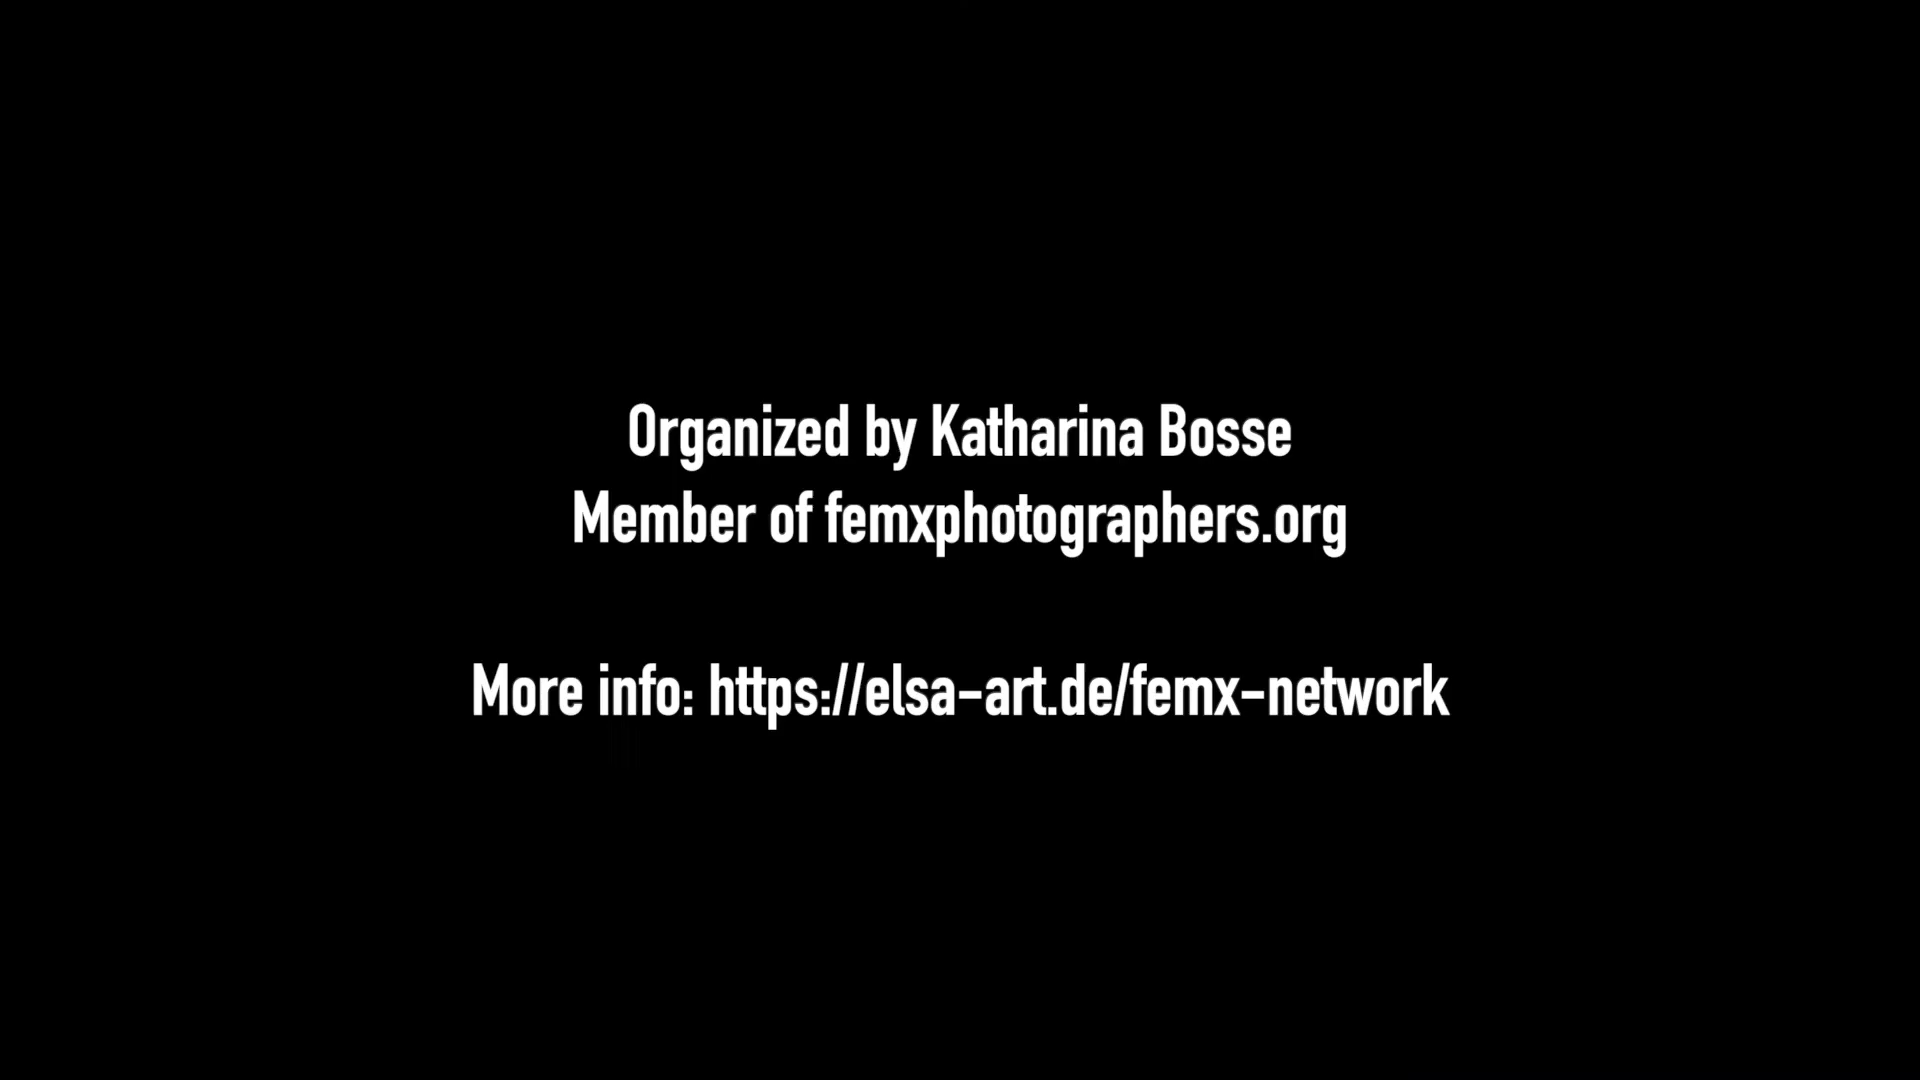 Organized by Katharina Bosse
Member of femxphotographers.org
More info: https://elsa-art.de/femx-network